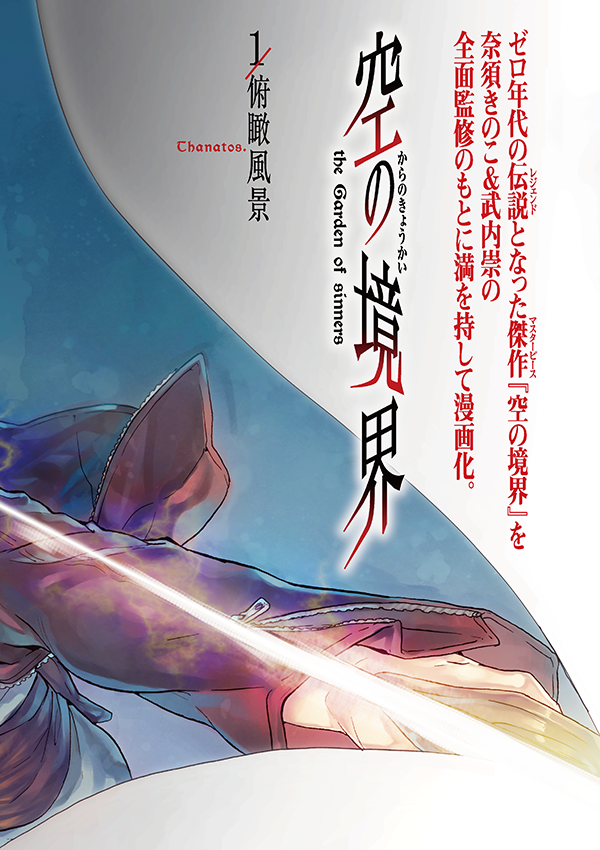 ゼロ年代の伝説となった傑作『空の境界』を
レジェンド
マスターピース
奈須きのこ&武内崇の
全面監修のもとに満を持して漫画化。
空の境界
からのきょうかい
the Garden of sinners
1/俯瞰風景
Thanatos.